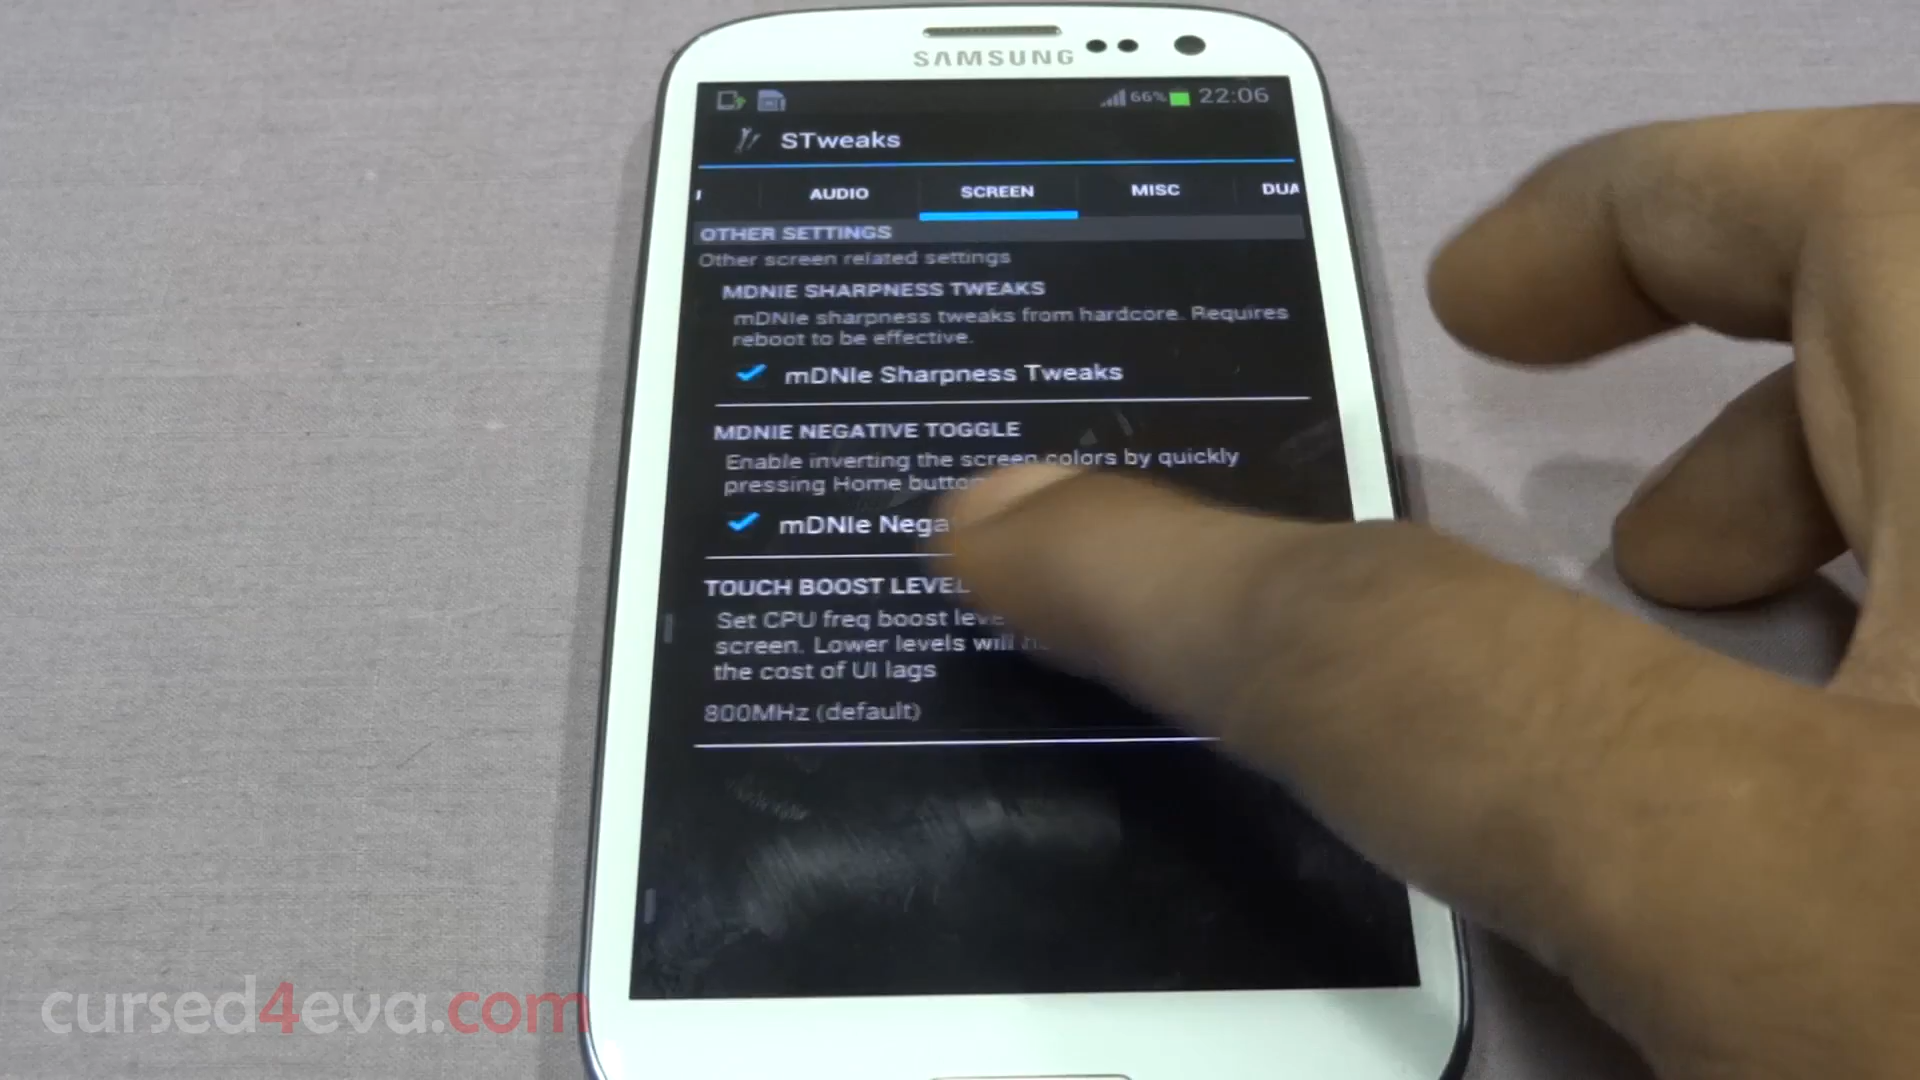 SAMSUNG
66% 22:06
STweaks
AUDIO SCREEN MISC DUA
OTHER SETTINGS
Other screen related settings
MDNIE SHARPNESS TWEAKS
mDNIe sharpness tweaks from hardcore. Requires
reboot to be effective.
mDNIe Sharpness Tweaks
MDNIE NEGATIVE TOGGLE
Enable inverting the screen colors by quickly
pressing Home button
mDNIe Nega
TOUCH BOOST LEVEL
Set CPU freq boost leve
screen. Lower levels will
the cost of UI lags
800MHz (default)
cursed4eva.com